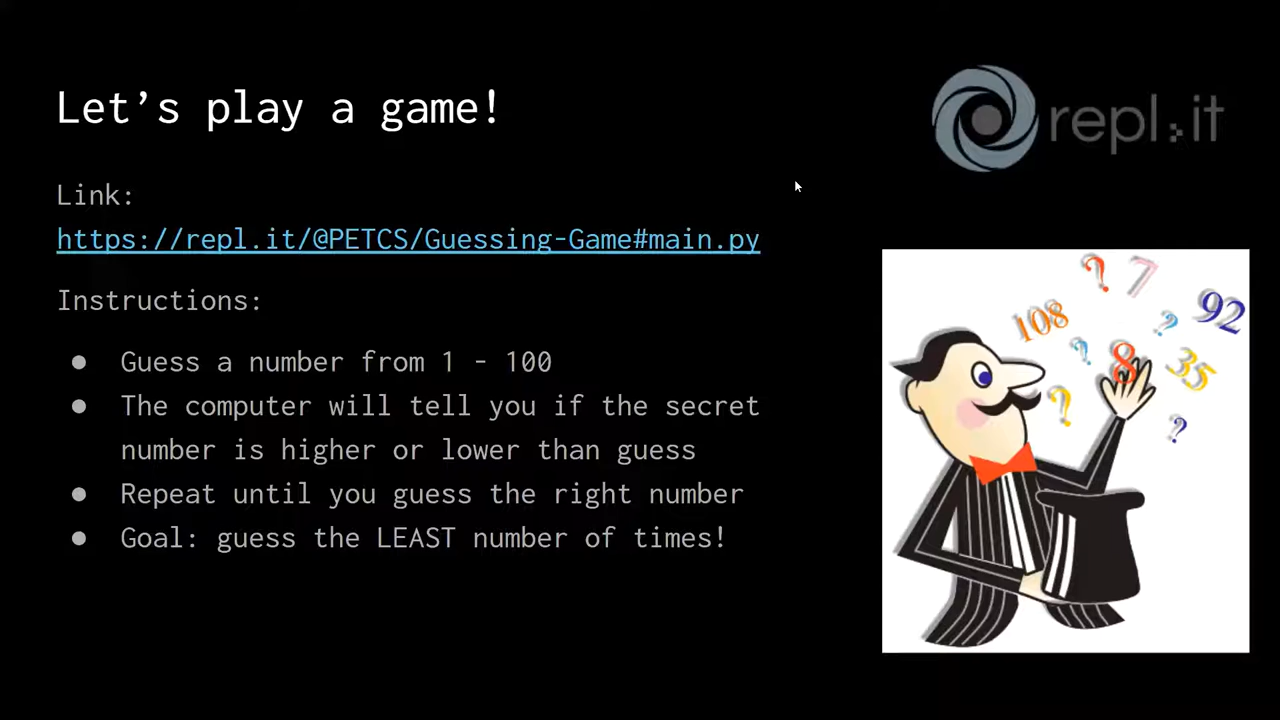 Let’s play a game!
repl.it
Link:
https://repl.it/@PETCS/Guessing-Game#main.py
Instructions:
● Guess a number from 1 - 100
● The computer will tell you if the secret
number is higher or lower than guess
● Repeat until you guess the right number
● Goal: guess the LEAST number of times!
? 7
108 ? 92
? 8 35
? ?